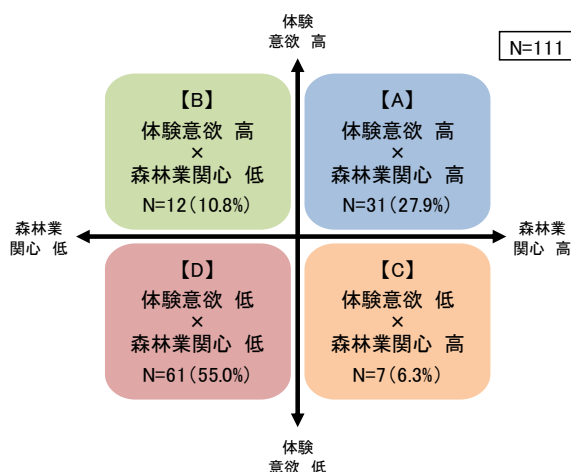 体験
意欲 高
N=111
【B】
体験意欲 高
×
森林業関心 低
N=12(10.8%)
【A】
体験意欲 高
×
森林業関心 高
N=31(27.9%)
森林業
関心 低
森林業
関心 高
【D】
体験意欲 低
×
森林業関心 低
N=61(55.0%)
【C】
体験意欲 低
×
森林業関心 高
N=7(6.3%)
体験
意欲 低